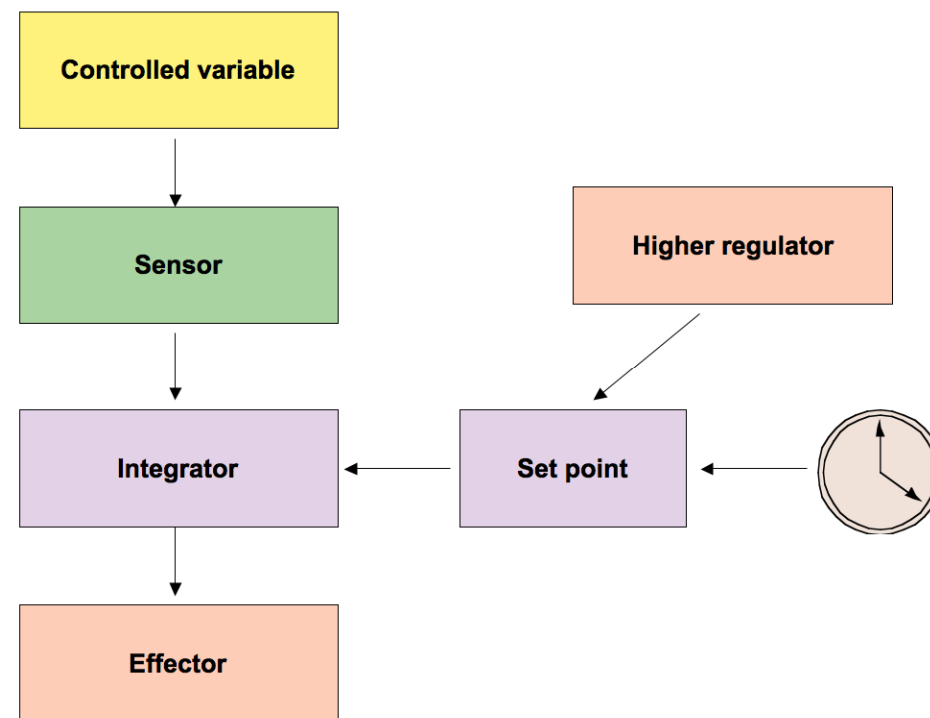 Controlled variable
Sensor
Higher regulator
Integrator
Set point
Effector